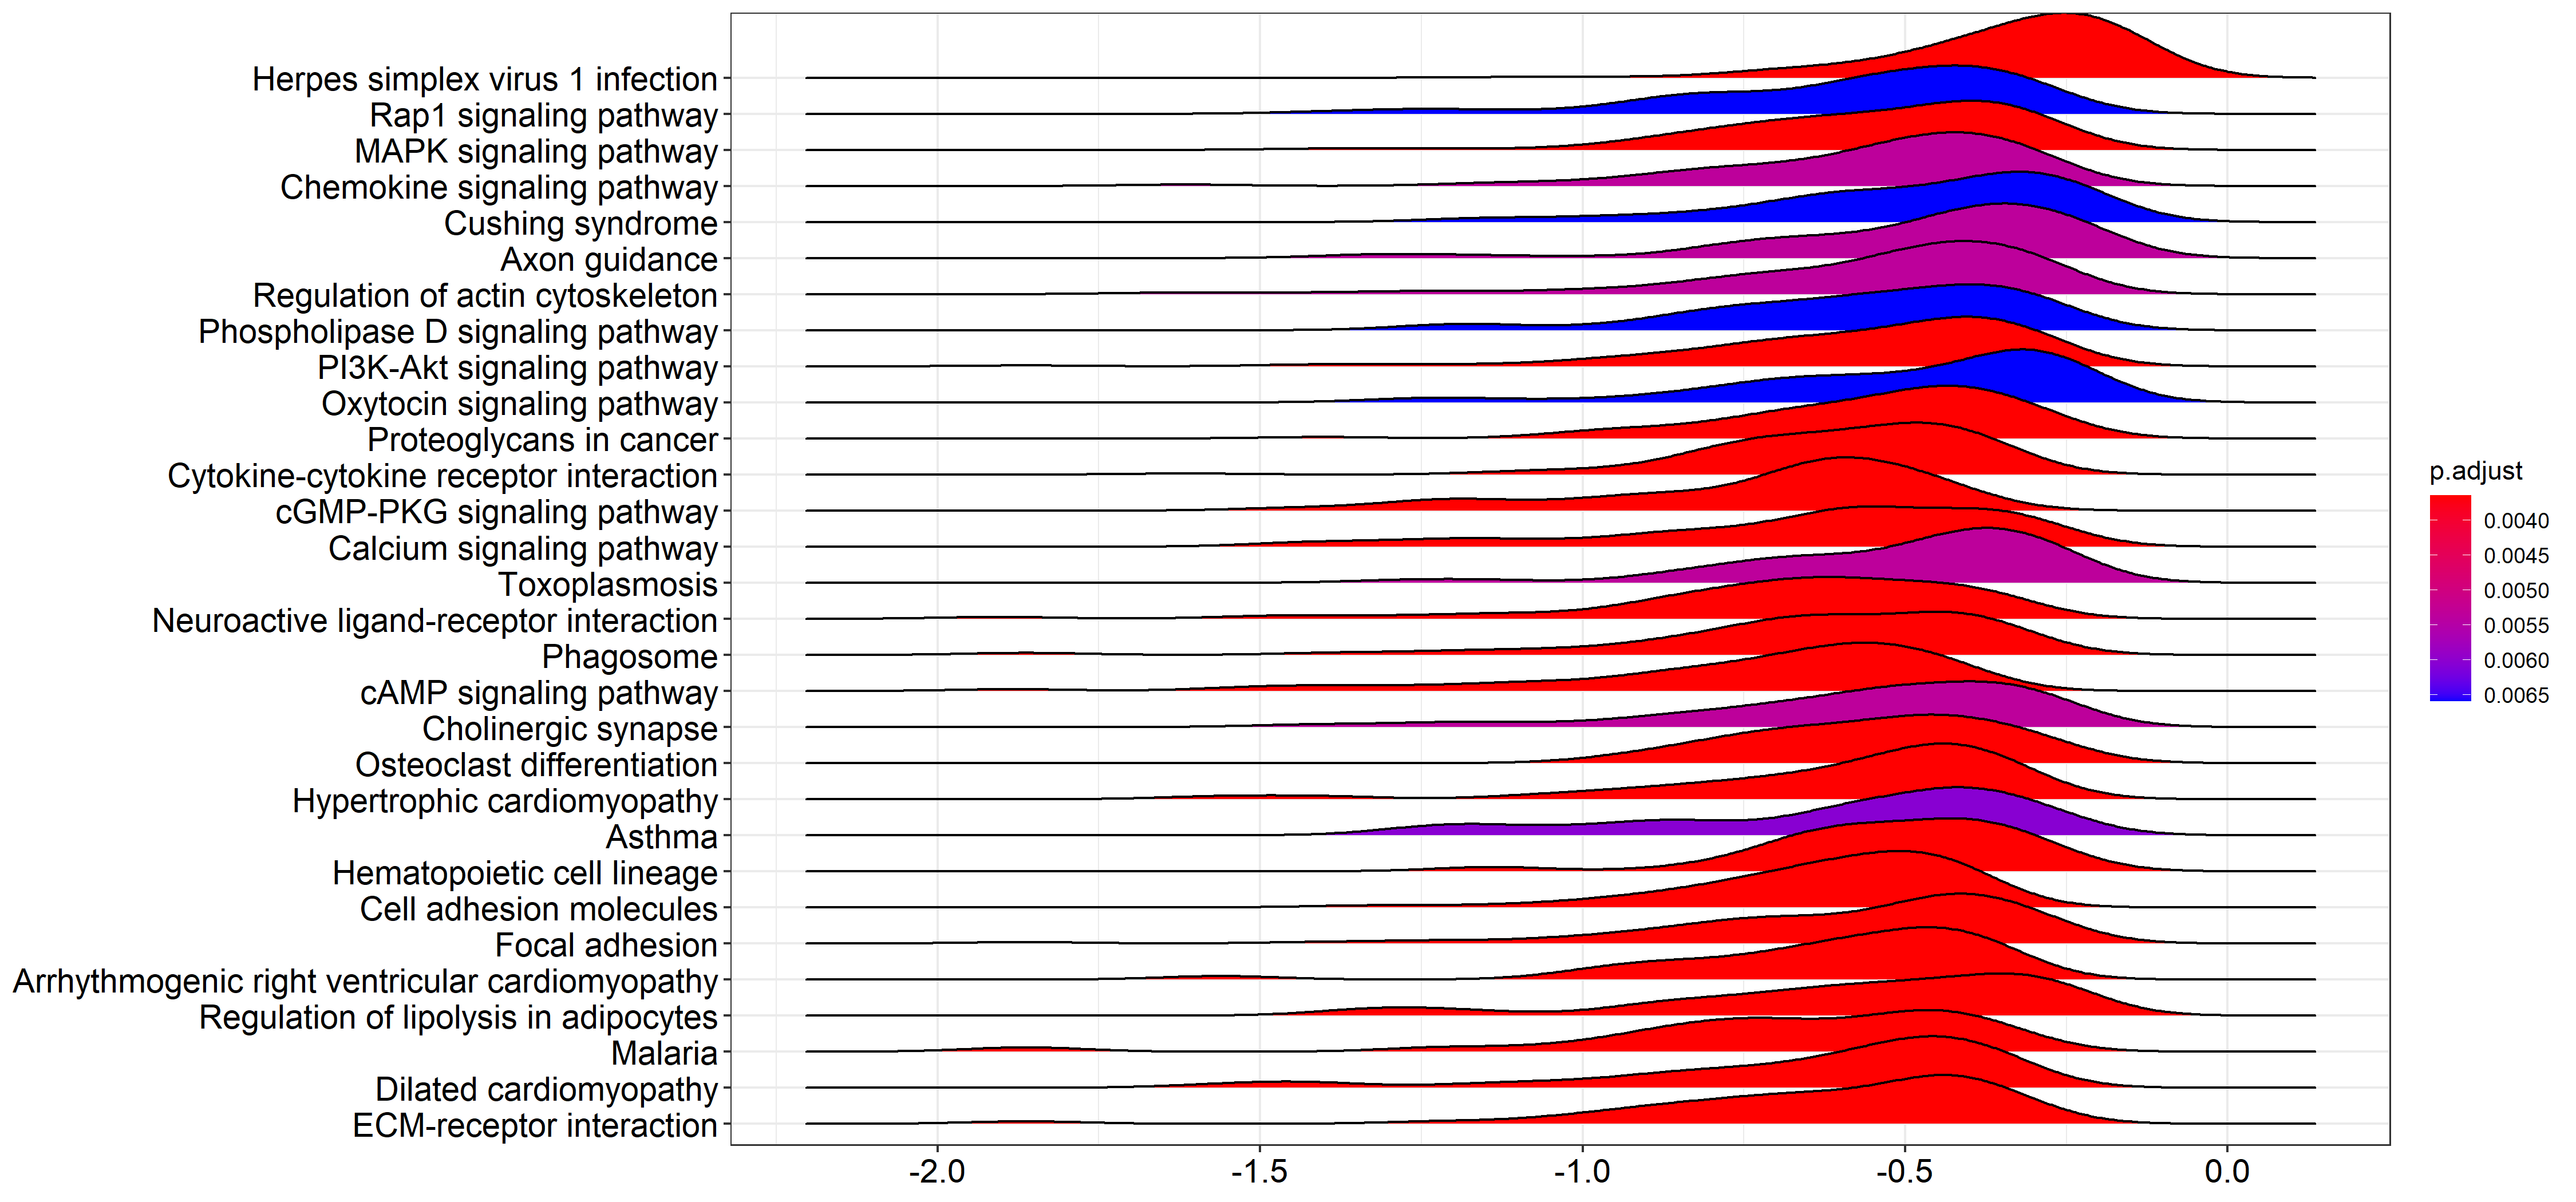 Herpes simplex virus 1 infection
Rap1 signaling pathway
MAPK signaling pathway
Chemokine signaling pathway
Cushing syndrome
Axon guidance
Regulation of actin cytoskeleton
Phospholipase D signaling pathway
PI3K-Akt signaling pathway
Oxytocin signaling pathway
Proteoglycans in cancer
Cytokine-cytokine receptor interaction
cGMP-PKG signaling pathway
Calcium signaling pathway
Toxoplasmosis
Neuroactive ligand-receptor interaction
Phagosome
cAMP signaling pathway
Cholinergic synapse
Osteoclast differentiation
Hypertrophic cardiomyopathy
Asthma
Hematopoietic cell lineage
Cell adhesion molecules
Focal adhesion
Arrhythmogenic right ventricular cardiomyopathy
Regulation of lipolysis in adipocytes
Malaria
Dilated cardiomyopathy
ECM-receptor interaction
-2.0 -1.5 -1.0 -0.5 0.0
p.adjust
0.0040
0.0045
0.0050
0.0055
0.0060
0.0065